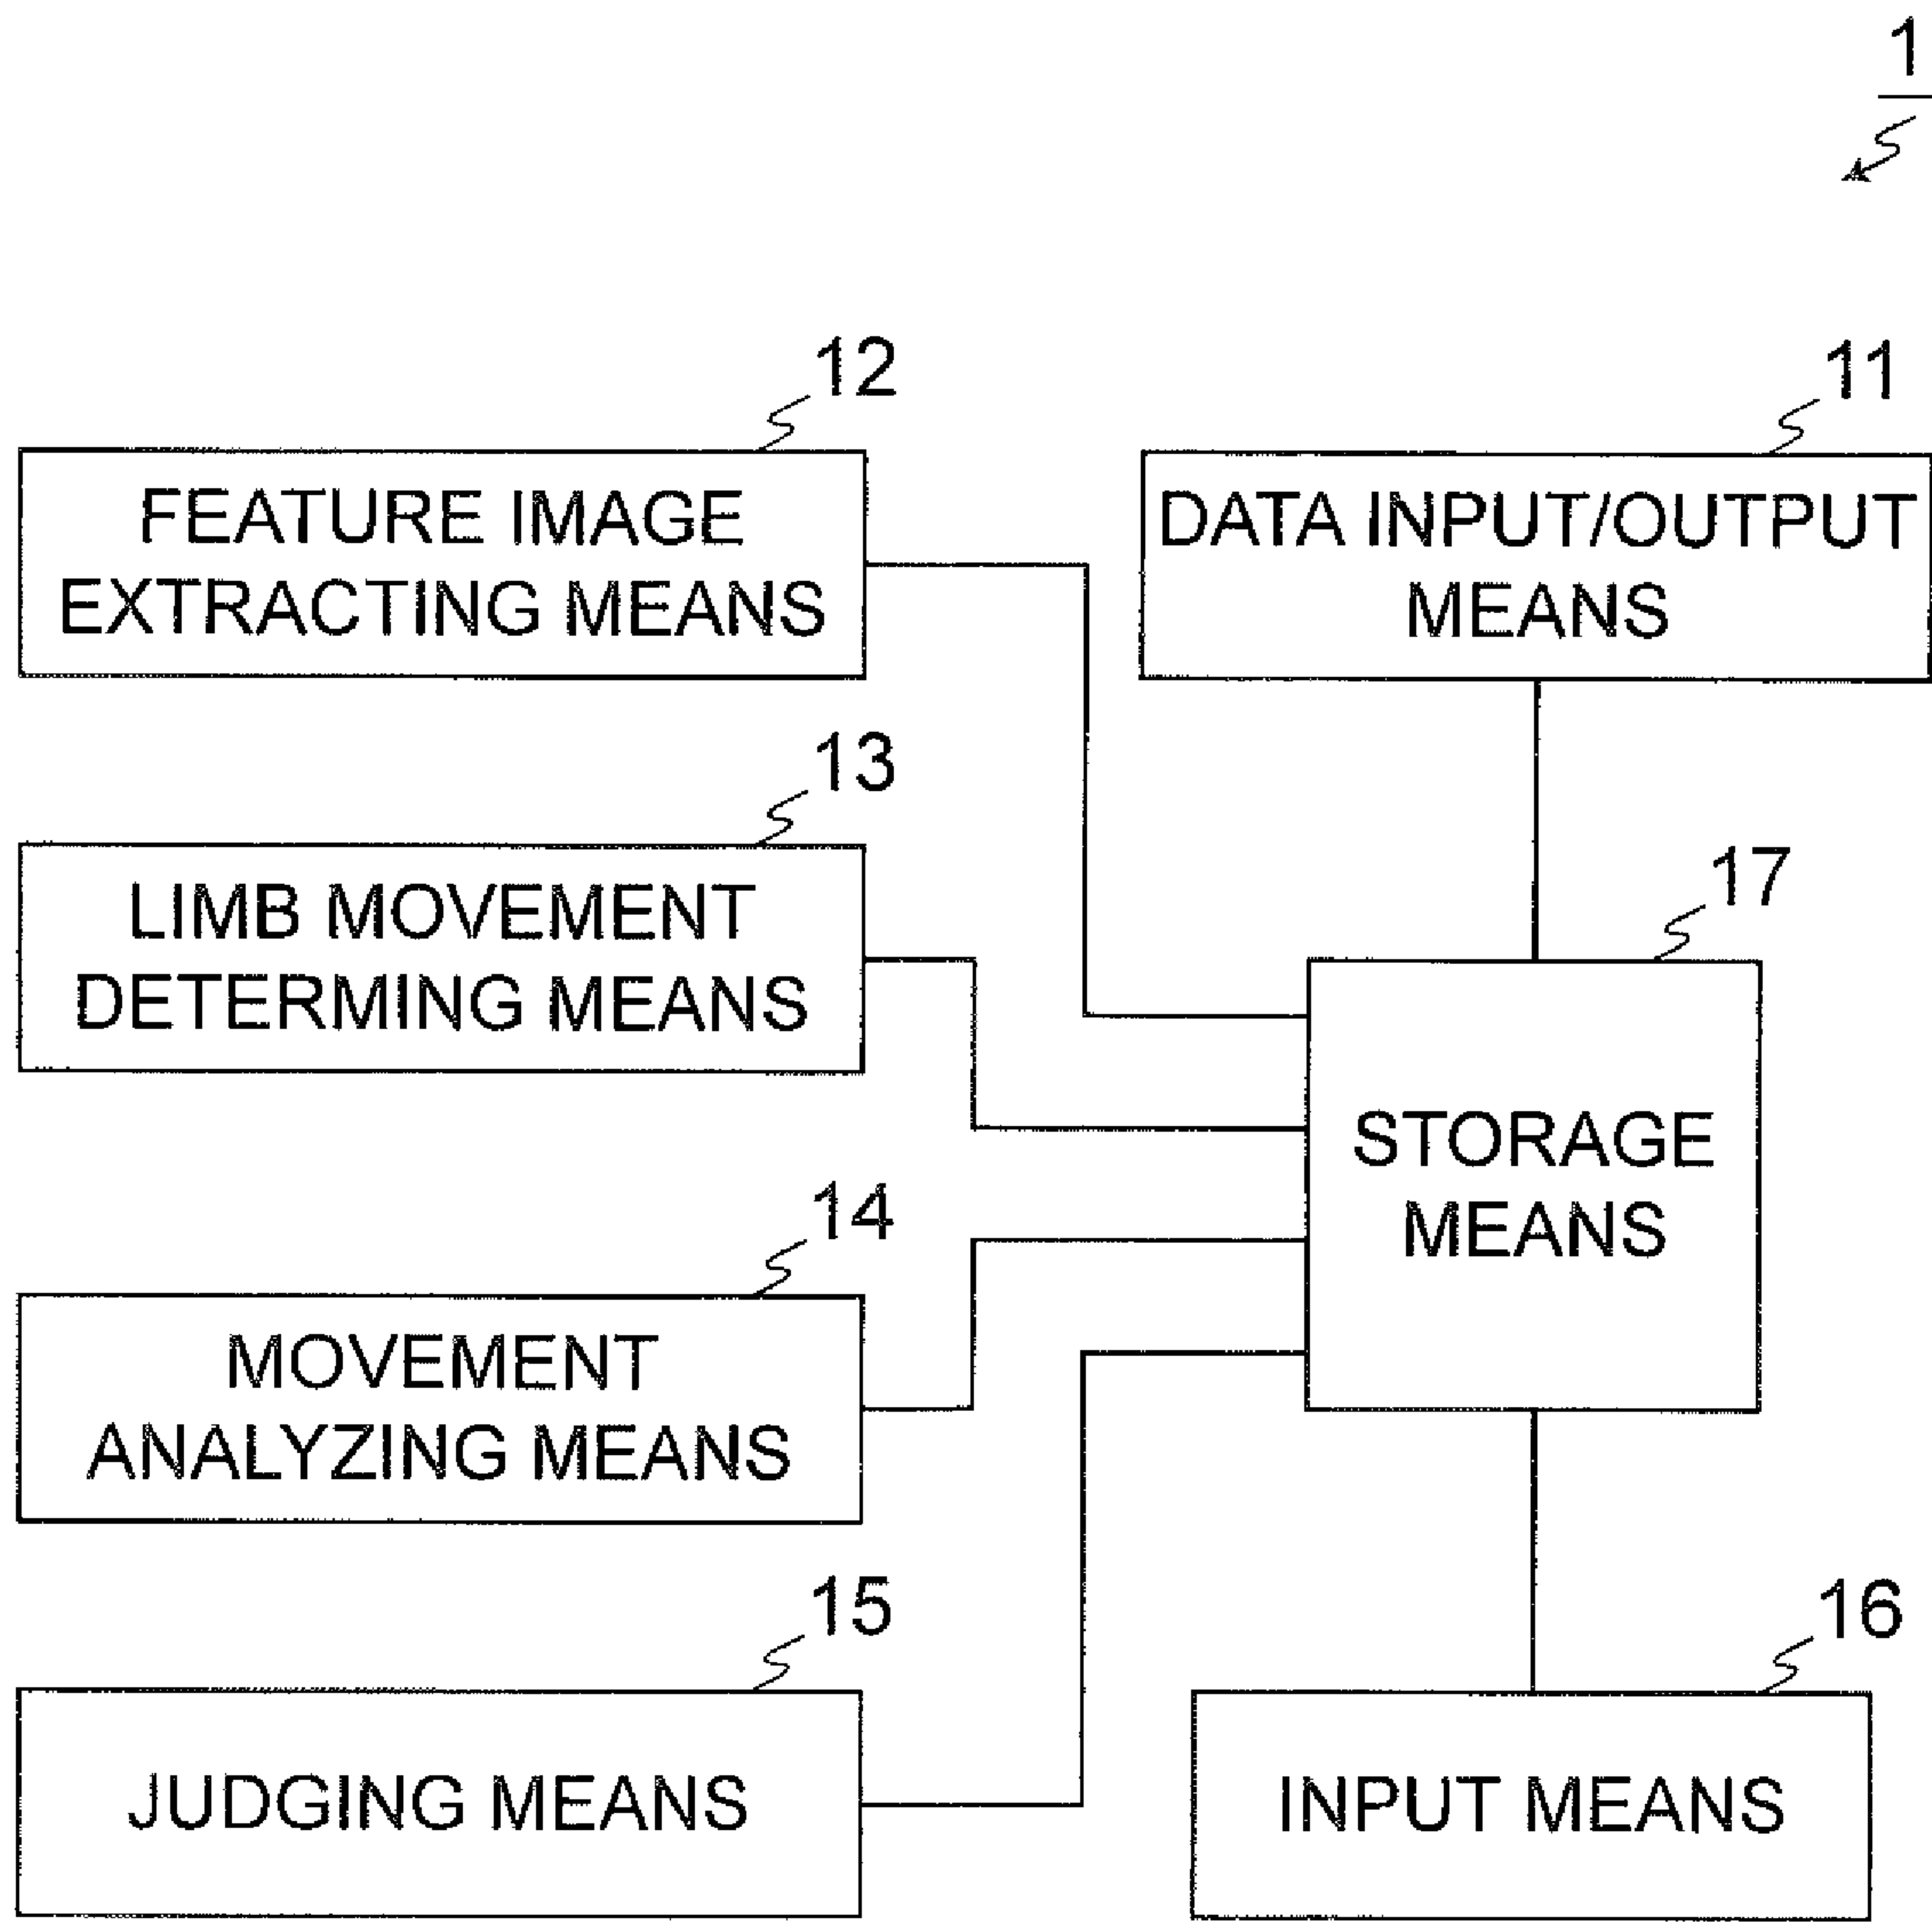 1
12
FEATURE IMAGE
EXTRACTING MEANS
11
DATA INPUT/OUTPUT
MEANS
13
LIMB MOVEMENT
DETERMING MEANS
17
STORAGE
MEANS
14
MOVEMENT
ANALYZING MEANS
15
JUDGING MEANS
16
INPUT MEANS